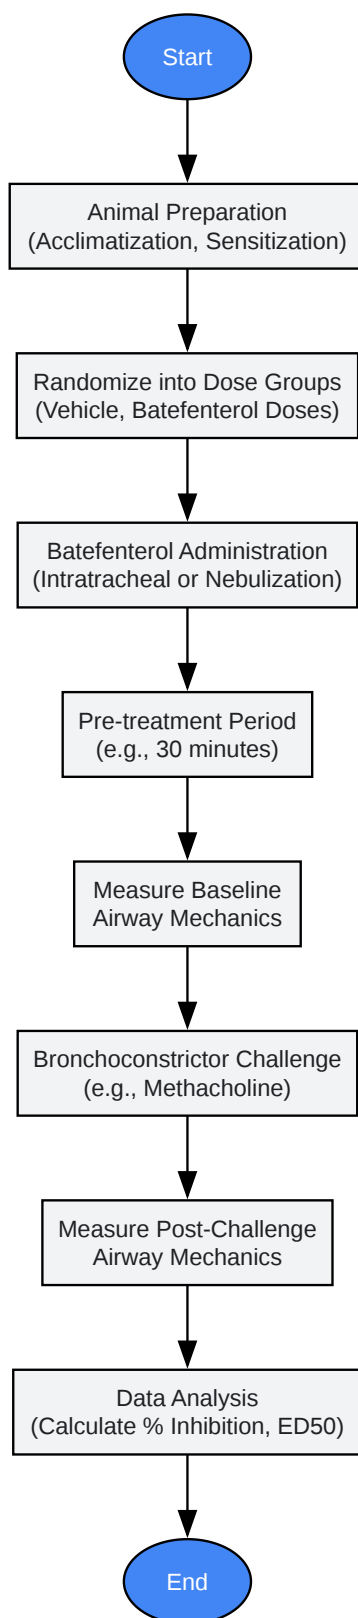 Start
Animal Preparation
(Acclimatization, Sensitization)
Randomize into Dose Groups
(Vehicle, Batefenterol Doses)
Batefenterol Administration
(Intratracheal or Nebulization)
Pre-treatment Period
(e.g., 30 minutes)
Measure Baseline
Airway Mechanics
Bronchoconstrictor Challenge
(e.g., Methacholine)
Measure Post-Challenge
Airway Mechanics
Data Analysis
(Calculate % Inhibition, ED50)
End